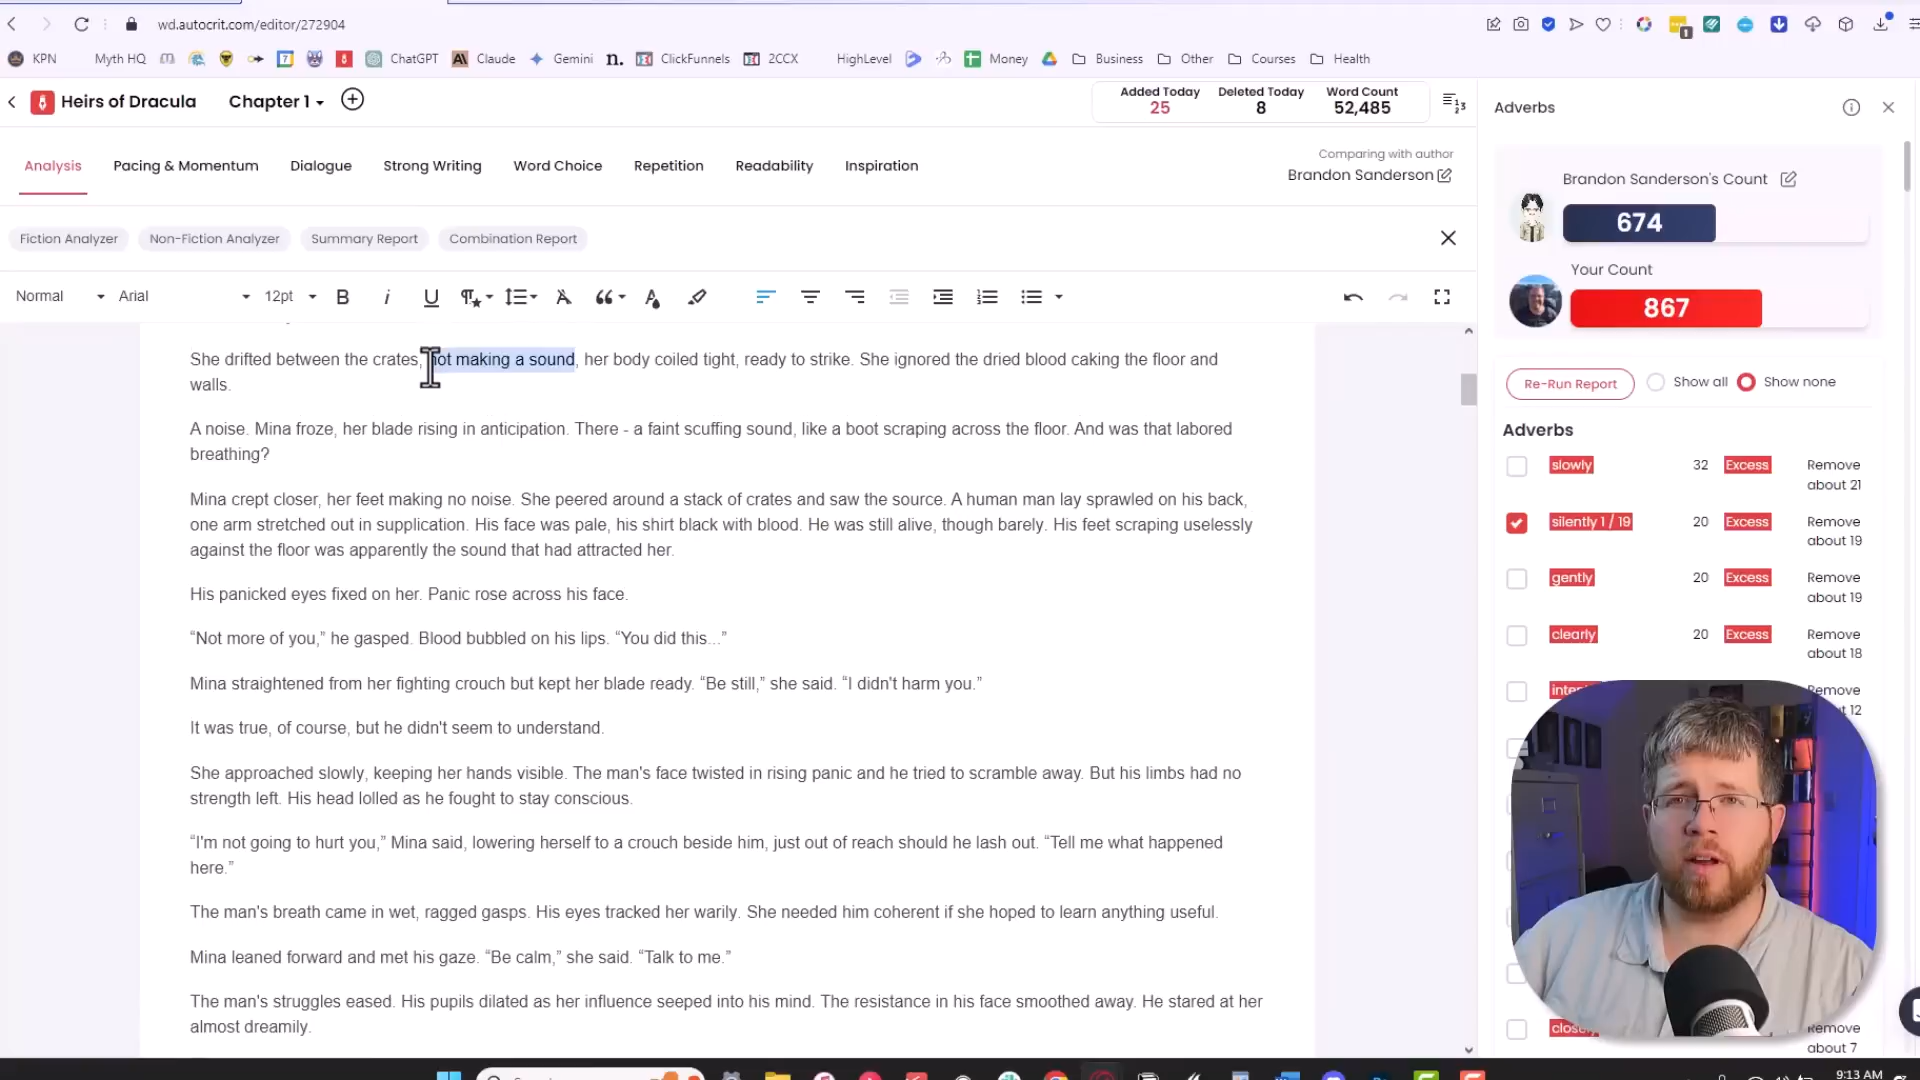 wd.autocrit.com/editor/272904
KPN Myth HQ ChatGPT Claude Gemini n. ClickFunnels 2CCX HighLevel Money Business Other Courses Health
Heirs of Dracula Chapter 1
Added Today Deleted Today Word Count
25 8 52,485
Adverbs
Analysis Pacing & Momentum Dialogue Strong Writing Word Choice Repetition Readability Inspiration
Comparing with author
Brandon Sanderson
Brandon Sanderson's Count
674
Your Count
867
Fiction Analyzer Non-Fiction Analyzer Summary Report Combination Report
Normal Arial 12pt B i U
She drifted between the crates, not making a sound, her body coiled tight, ready to strike. She ignored the dried blood caking the floor and
walls.
A noise. Mina froze, her blade rising in anticipation. There - a faint scuffing sound, like a boot scraping across the floor. And was that labored
breathing?
Mina crept closer, her feet making no noise. She peered around a stack of crates and saw the source. A human man lay sprawled on his back,
one arm stretched out in supplication. His face was pale, his shirt black with blood. He was still alive, though barely. His feet scraping uselessly
against the floor was apparently the sound that had attracted her.
His panicked eyes fixed on her. Panic rose across his face.
“Not more of you,” he gasped. Blood bubbled on his lips. “You did this...”
Mina straightened from her fighting crouch but kept her blade ready. “Be still,” she said. “I didn't harm you.”
It was true, of course, but he didn't seem to understand.
She approached slowly, keeping her hands visible. The man's face twisted in rising panic and he tried to scramble away. But his limbs had no
strength left. His head lolled as he fought to stay conscious.
“I'm not going to hurt you,” Mina said, lowering herself to a crouch beside him, just out of reach should he lash out. “Tell me what happened
here.”
The man's breath came in wet, ragged gasps. His eyes tracked her warily. She needed him coherent if she hoped to learn anything useful.
Mina leaned forward and met his gaze. “Be calm,” she said. “Talk to me.”
The man's struggles eased. His pupils dilated as her influence seeped into his mind. The resistance in his face smoothed away. He stared at her
almost dreamily.
Re-Run Report Show all Show none
Adverbs
slowly 32 Excess Remove
about 21
silently 1 / 19 20 Excess Remove
about 19
gently 20 Excess Remove
about 19
clearly 20 Excess Remove
about 18
Remove
12
Remove
about 7
9:13 AM